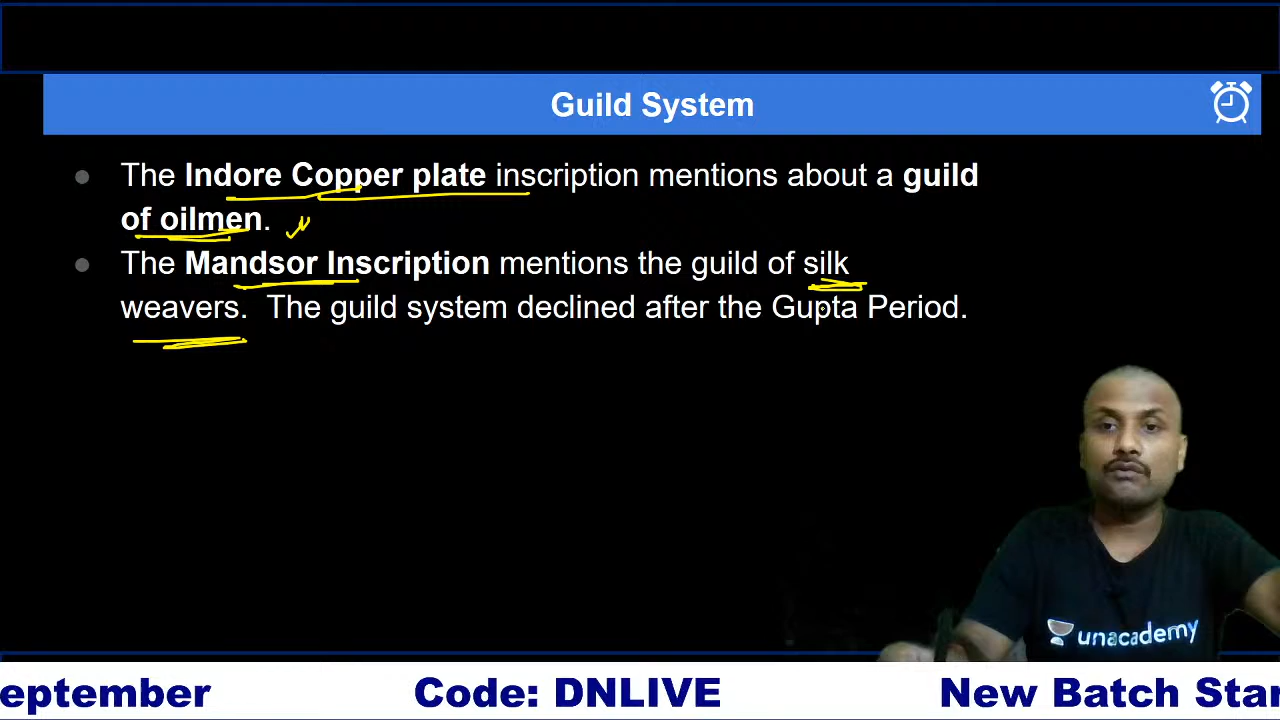 Guild System
The Indore Copper plate inscription mentions about a guild
of oilmen.
The Mandsor Inscription mentions the guild of silk
weavers. The guild system declined after the Gupta Period.
unacademy
eptember Code: DNLIVE New Batch Star